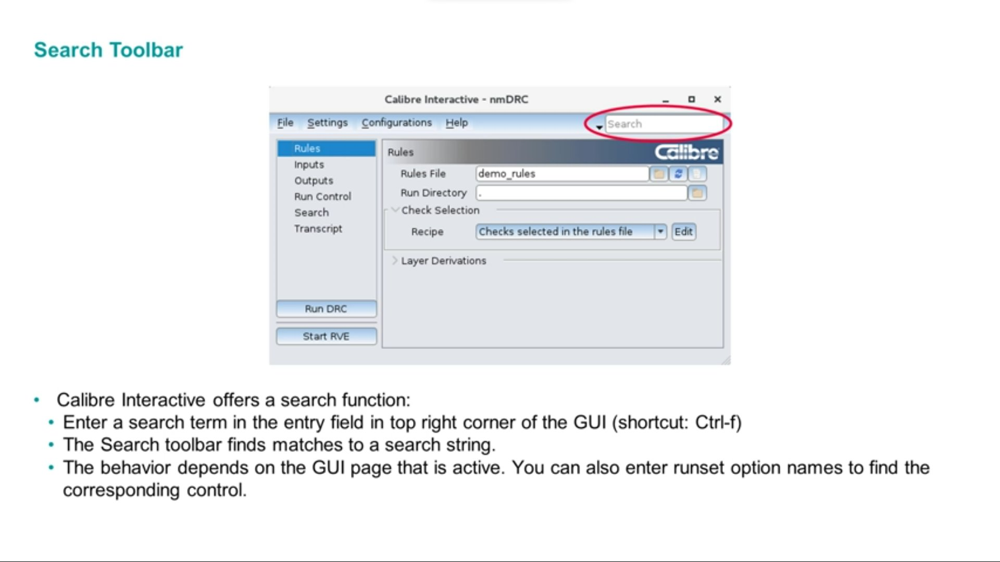 Search Toolbar
Calibre Interactive - nmDRC
File Settings Configurations Help
Search
Rules
Inputs
Outputs
Run Control
Search
Transcript
Run DRC
Start RVE
Rules
Calibre
Rules File demo_rules
Run Directory .
Check Selection
Recipe Checks selected in the rules file Edit
Layer Derivations
• Calibre Interactive offers a search function:
• Enter a search term in the entry field in top right corner of the GUI (shortcut: Ctrl-f)
• The Search toolbar finds matches to a search string.
• The behavior depends on the GUI page that is active. You can also enter runset option names to find the
corresponding control.